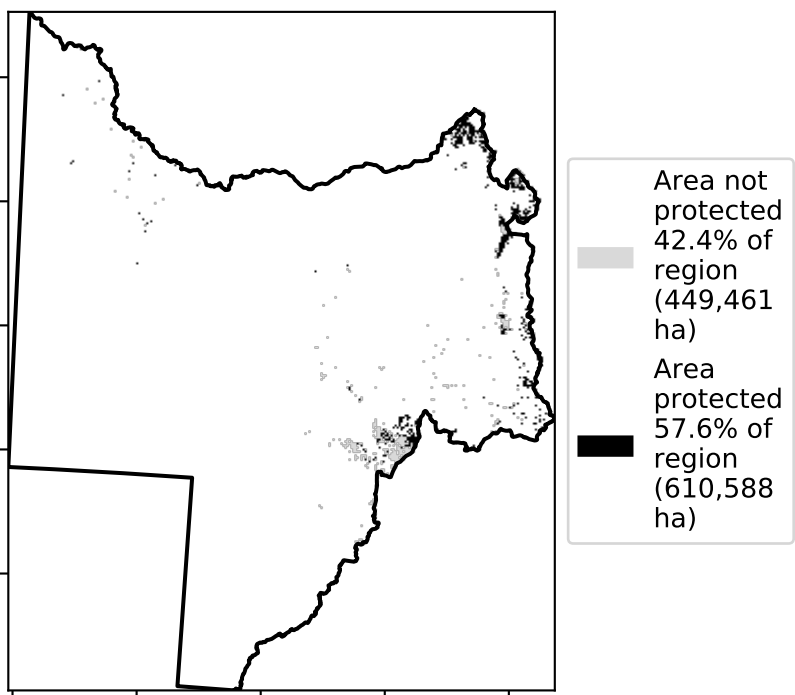 Area not
protected
42.4% of
region
(449,461
ha)
Area
protected
57.6% of
region
(610,588
ha)